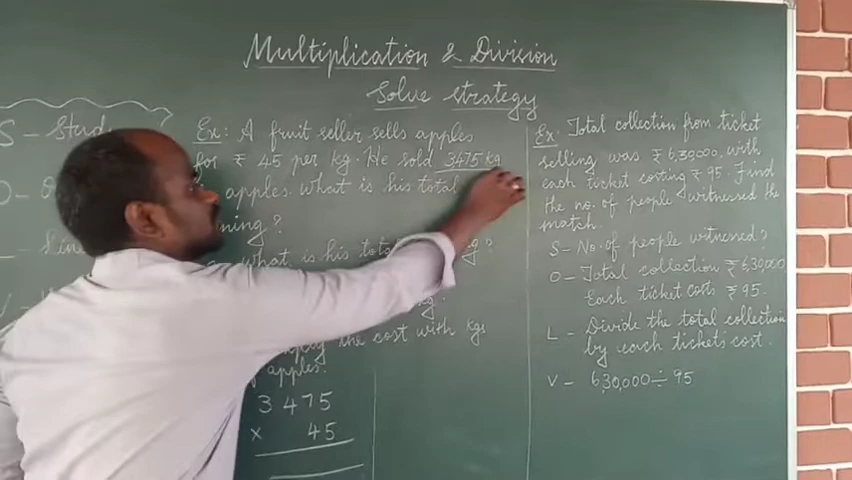 Multiplication & Division
Solve Strategy
S - Stud
O -
L -
V -
Ex: A fruit seller sells apples
for ₹ 45 per kg. He sold 3475 kg
apples. what is his total
ning?
what is his total g?
the cost with kgs
apples.
3475
x 45
Ex: Total collection from ticket
selling was ₹ 6,30,000, with
each ticket costing ₹ 95. Find
the no. of people witnessed the
match.
S - No. of people witnessed?
O - Total collection ₹ 6,30,000
Each ticket costs ₹ 95.
L - Divide the total collection
by each tickets cost.
V - 6,30,000 ÷ 95